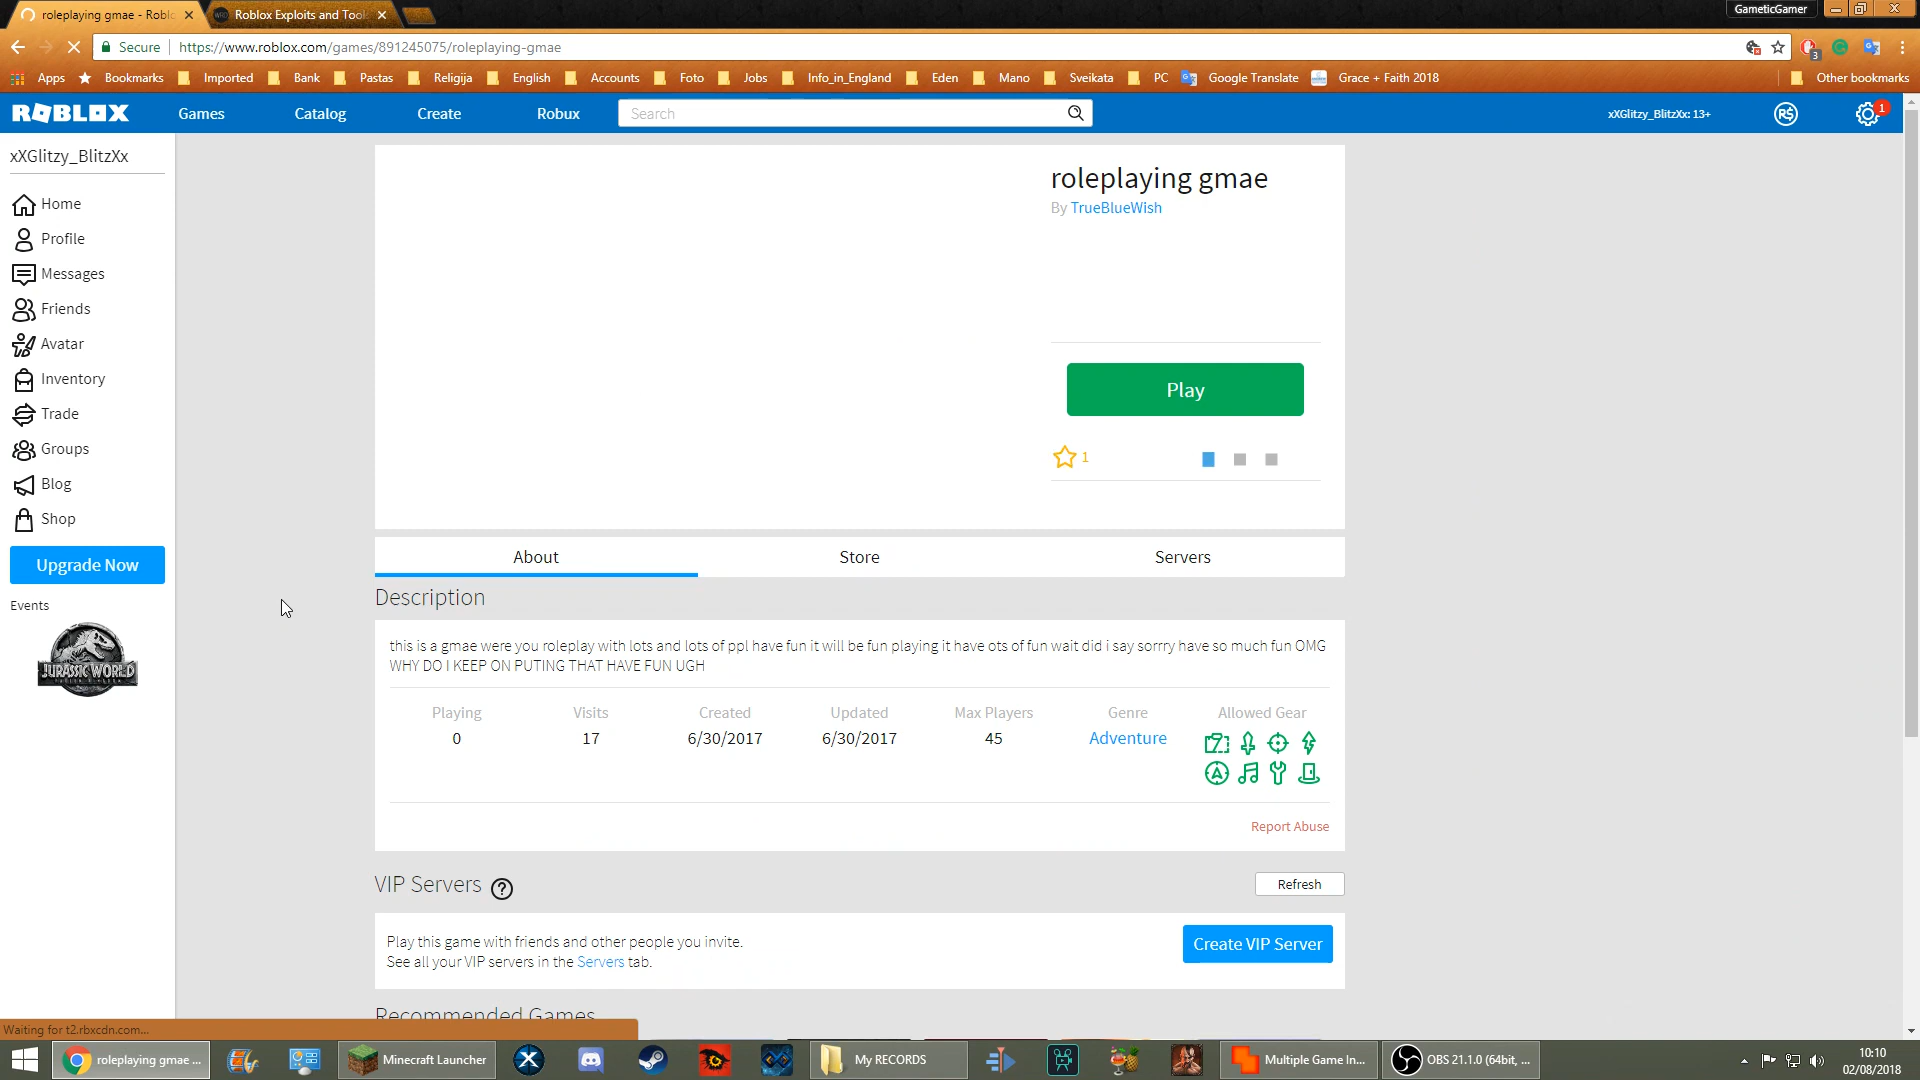 roleplaying gmae - Roblo
Roblox Exploits and Tools
GameticGamer
Secure
https://www.roblox.com/games/891245075/roleplaying-gmae
3
Apps
Bookmarks
Imported
Bank
Pastas
Religija
English
Accounts
Foto
Jobs
Info_in_England
Eden
Mano
Sveikata
PC
Google Translate
Grace + Faith 2018
Other bookmarks
ROBLOX
Games
Catalog
Create
Robux
Search
xXGlitzy_BlitzXx: 13+
R$
1
xXGlitzy_BlitzXx
Home
Profile
Messages
Friends
Avatar
Inventory
Trade
Groups
Blog
Shop
Upgrade Now
Events
JURASSIC WORLD
roleplaying gmae
By TrueBlueWish
Play
1
About
Store
Servers
Description
this is a gmae were you roleplay with lots and lots of ppl have fun it will be fun playing it have ots of fun wait did i say sorrry have so much fun OMG
WHY DO I KEEP ON PUTING THAT HAVE FUN UGH
Playing
Visits
Created
Updated
Max Players
Genre
Allowed Gear
0
17
6/30/2017
6/30/2017
45
Adventure
Report Abuse
VIP Servers ?
Refresh
Play this game with friends and other people you invite.
See all your VIP servers in the Servers tab.
Create VIP Server
Recommended Games
Waiting for t2.rbxcdn.com...
roleplaying gmae ...
Minecraft Launcher
My RECORDS
Multiple Game In...
OBS 21.1.0 (64bit, ...
10:10
02/08/2018